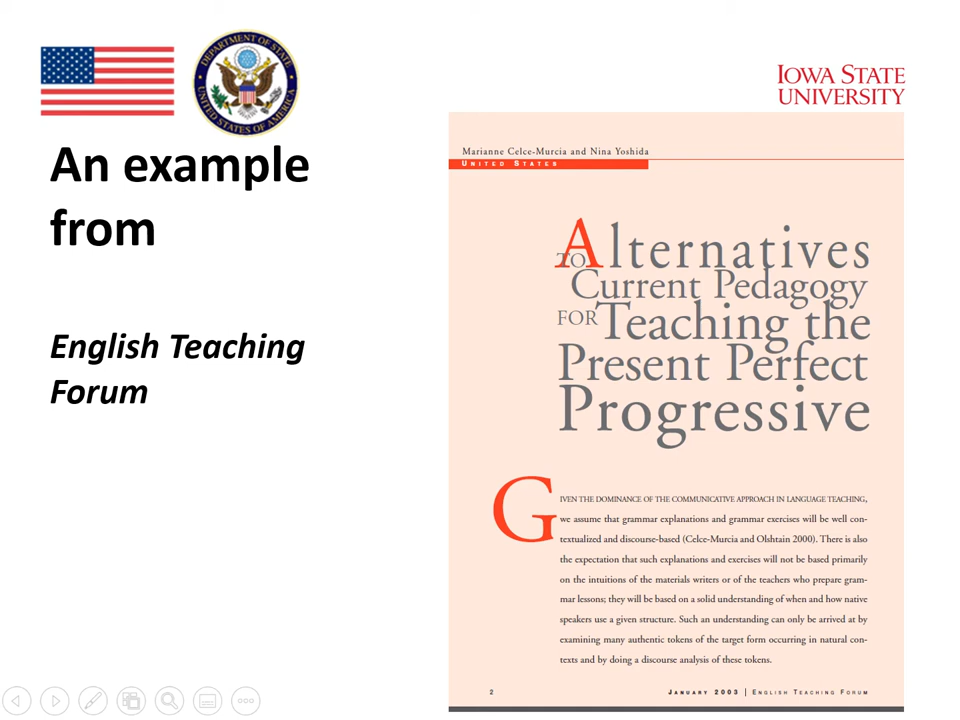 DEPARTMENT OF STATE
UNITED STATES OF AMERICA
IOWA STATE
UNIVERSITY
An example
from
English Teaching
Forum
Marianne Celce-Murcia and Nina Yoshida
UNITED STATES
Alternatives
TO
Current Pedagogy
FOR Teaching the
Present Perfect
Progressive
GIVEN THE DOMINANCE OF THE COMMUNICATIVE APPROACH IN LANGUAGE TEACHING,
we assume that grammar explanations and grammar exercises will be well con-
textualized and discourse-based (Celce-Murcia and Olshtain 2000). There is also
the expectation that such explanations and exercises will not be based primarily
on the intuitions of the materials writers or of the teachers who prepare gram-
mar lessons; they will be based on a solid understanding of when and how native
speakers use a given structure. Such an understanding can only be arrived at by
examining many authentic tokens of the target form occurring in natural con-
texts and by doing a discourse analysis of these tokens.
2
JANUARY 2003 | ENGLISH TEACHING FORUM